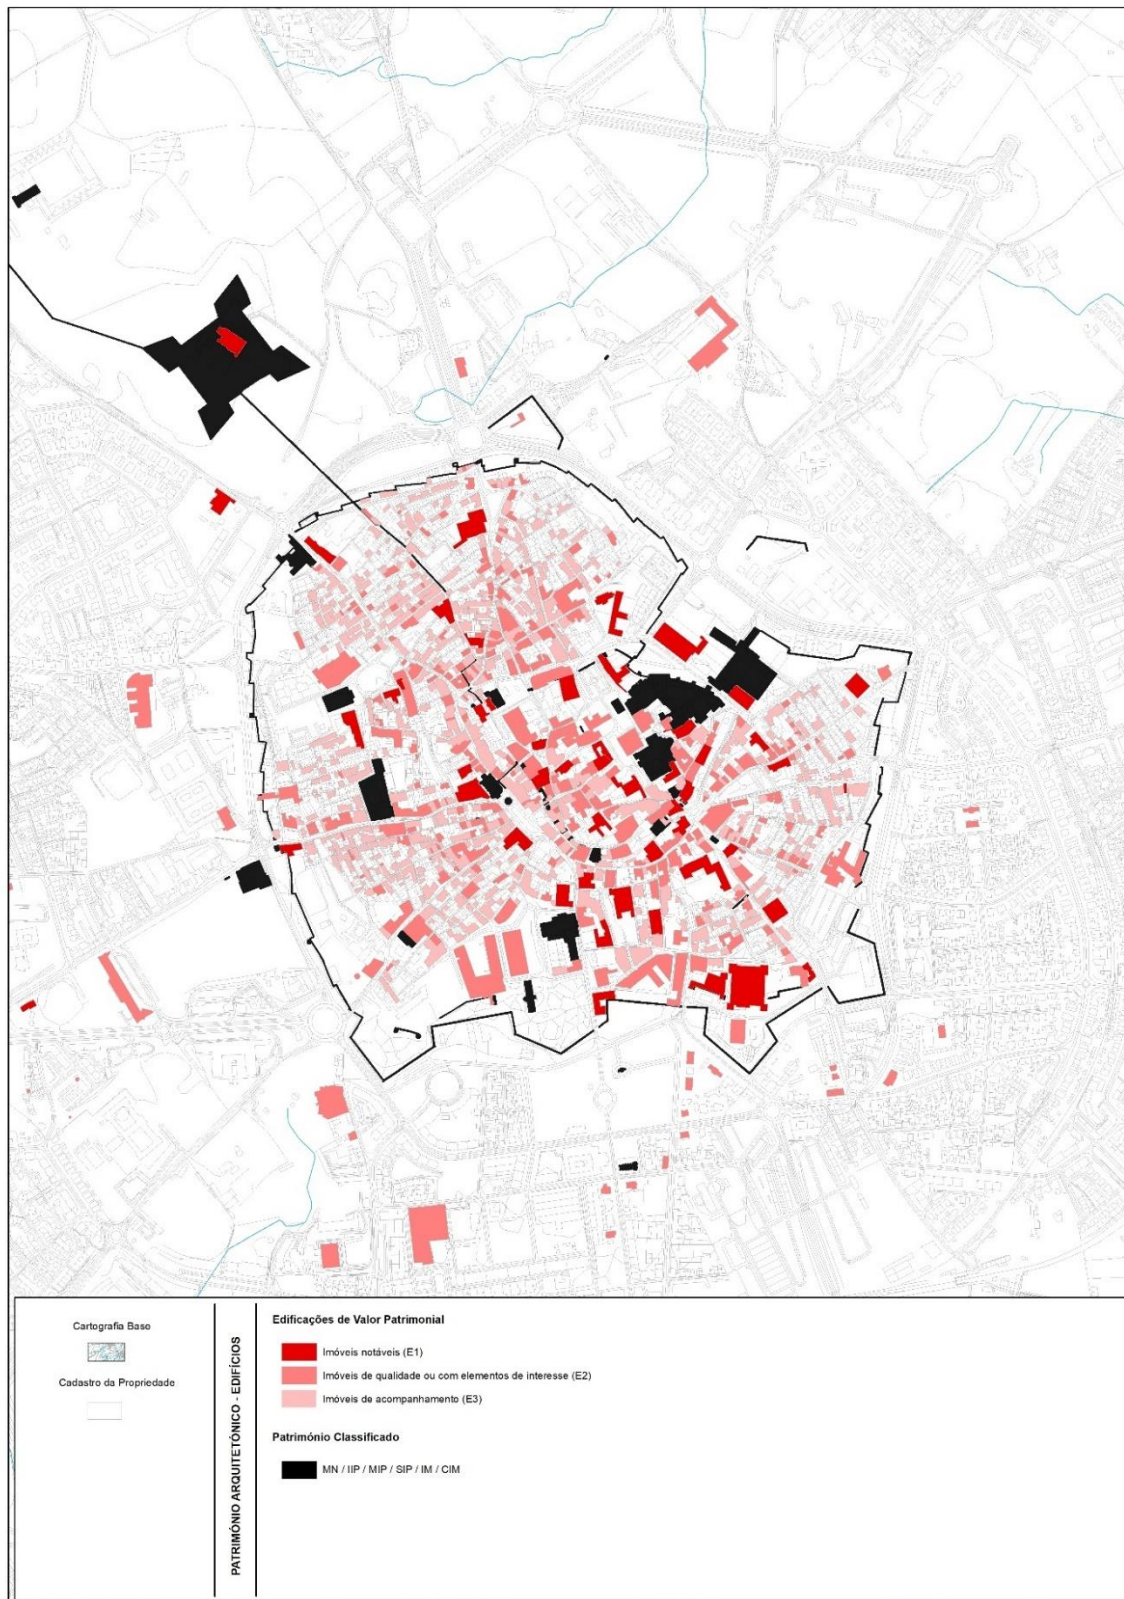 Cartografia Base
Cadastro da Propriedade
PATRIMÓNIO ARQUITETÓNICO - EDIFÍCIOS
Edificações de Valor Patrimonial
Imóveis notáveis (E1)
Imóveis de qualidade ou com elementos de interesse (E2)
Imóveis de acompanhamento (E3)
Património Classificado
MN / IIP / MIP / SIP / IM / CIM